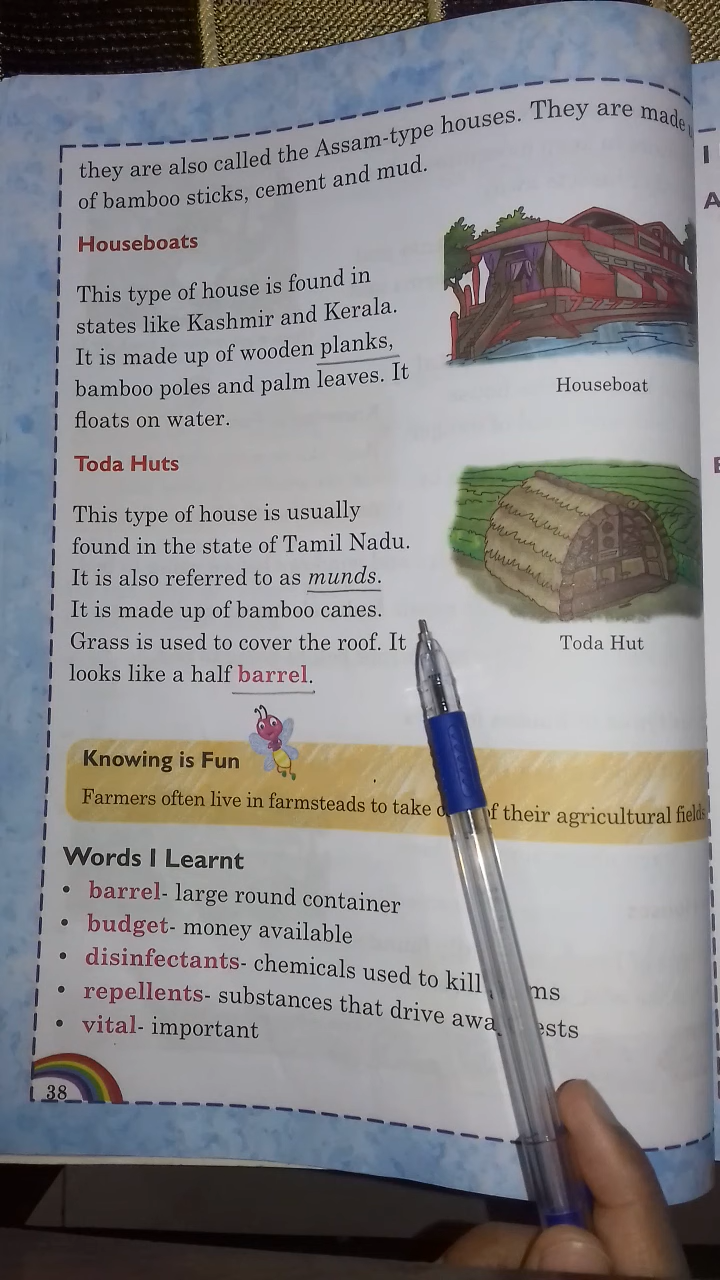 they are also called the Assam-type houses. They are made
of bamboo sticks, cement and mud.
Houseboats
This type of house is found in
states like Kashmir and Kerala.
It is made up of wooden planks,
bamboo poles and palm leaves. It
floats on water.
Houseboat
Toda Huts
This type of house is usually
found in the state of Tamil Nadu.
It is also referred to as munds.
It is made up of bamboo canes.
Grass is used to cover the roof. It
looks like a half barrel.
Toda Hut
Knowing is Fun
Farmers often live in farmsteads to take of their agricultural fields
Words I Learnt
• barrel- large round container
• budget- money available
• disinfectants- chemicals used to kill
• repellents- substances that drive
• vital- important
38